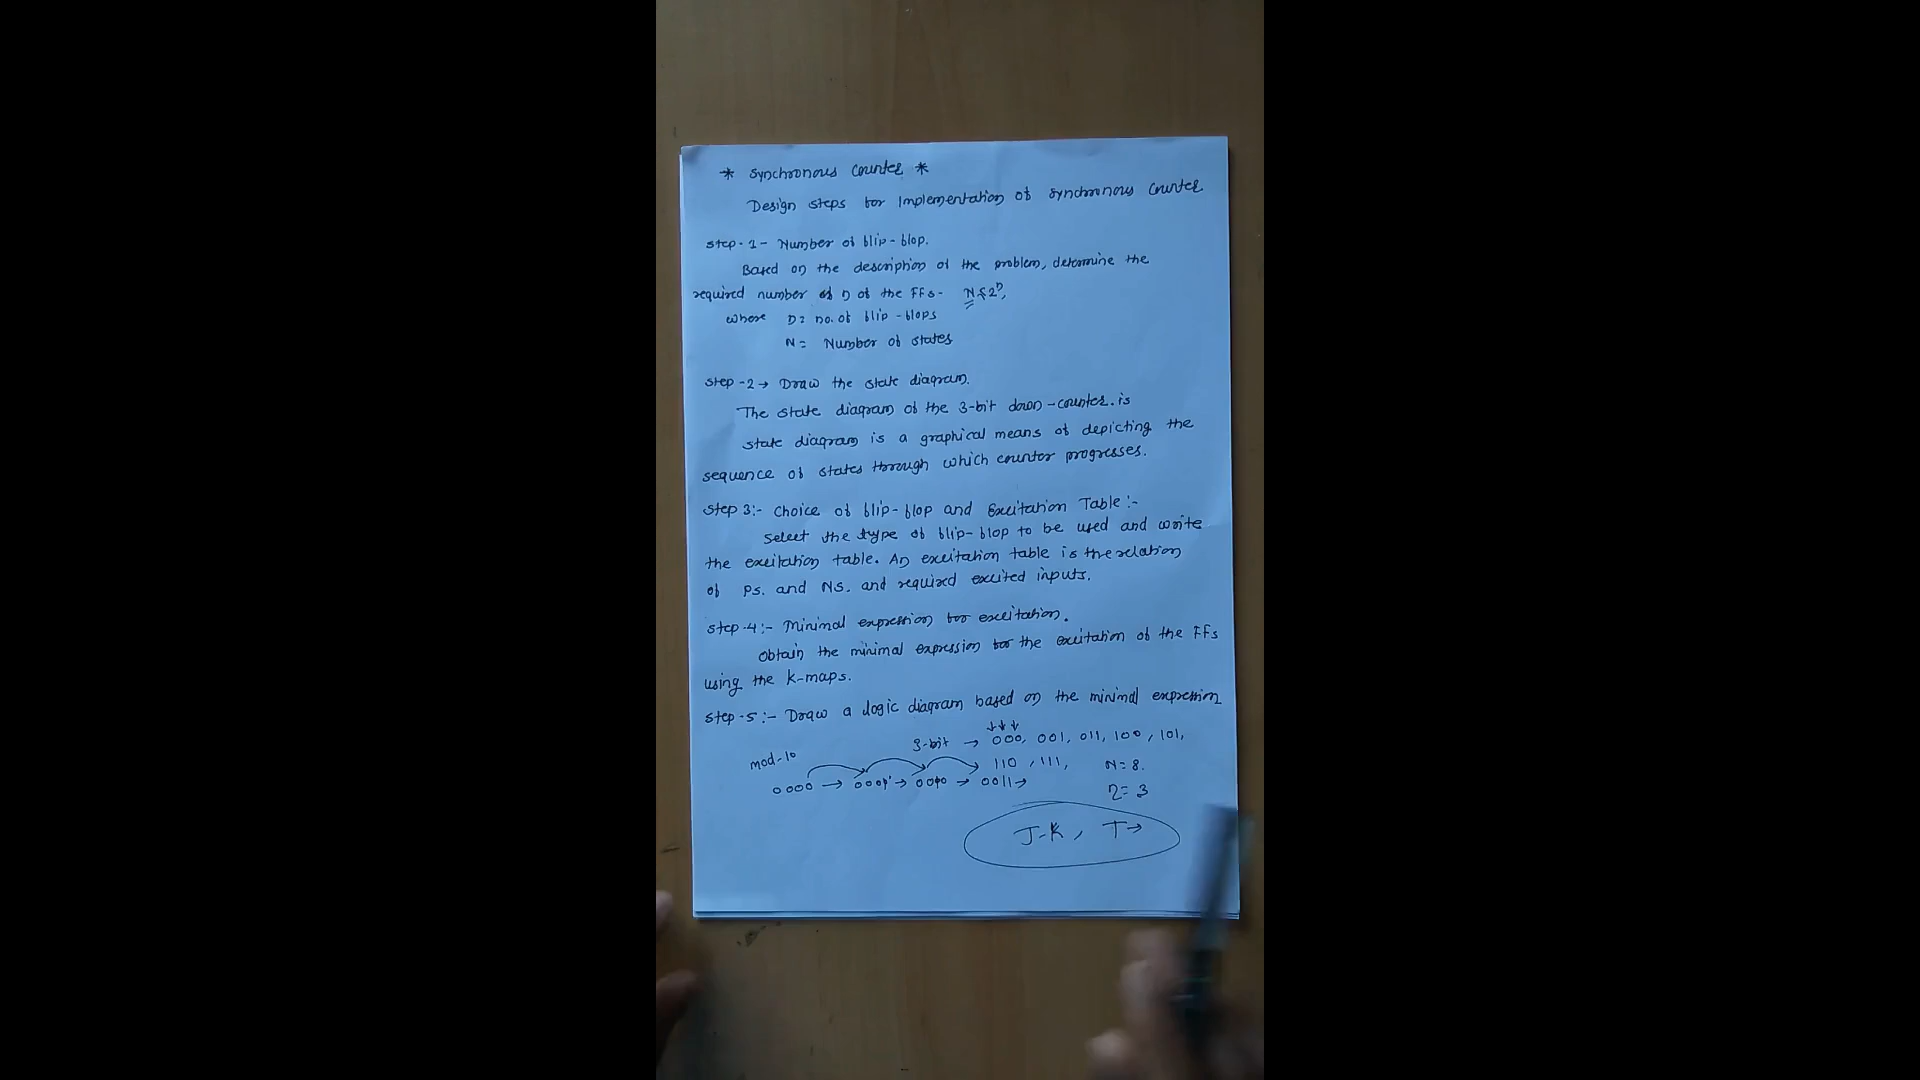 * Synchronous Counter *
Design steps for Implementation of synchronous counter
Step-1- Number of flip-flop.
Based on the description of the problem, determine the
required number of n of the FFs- N≤2ⁿ,
where n= no. of flip-flops
N= Number of states
Step-2→ Draw the state diagram.
The state diagram of the 3-bit down-counter. is
state diagram is a graphical means of depicting the
sequence of states through which counter progresses.
Step 3:- Choice of flip-flop and Excitation Table:-
select the type of flip-flop to be used and write
the excitation table. An excitation table is the relation
of PS. and NS. and required excited inputs.
Step-4:- Minimal expression for excitation.
Obtain the minimal expression for the excitation of the FFs
using the K-maps.
Step-5:- Draw a logic diagram based on the minimal expression
↓↓↓
3-bit → 000, 001, 011, 100, 101,
mod-10
110, 111, N=8.
0000 → 0001 → 0010 → 0011→
n=3
J-K, T→